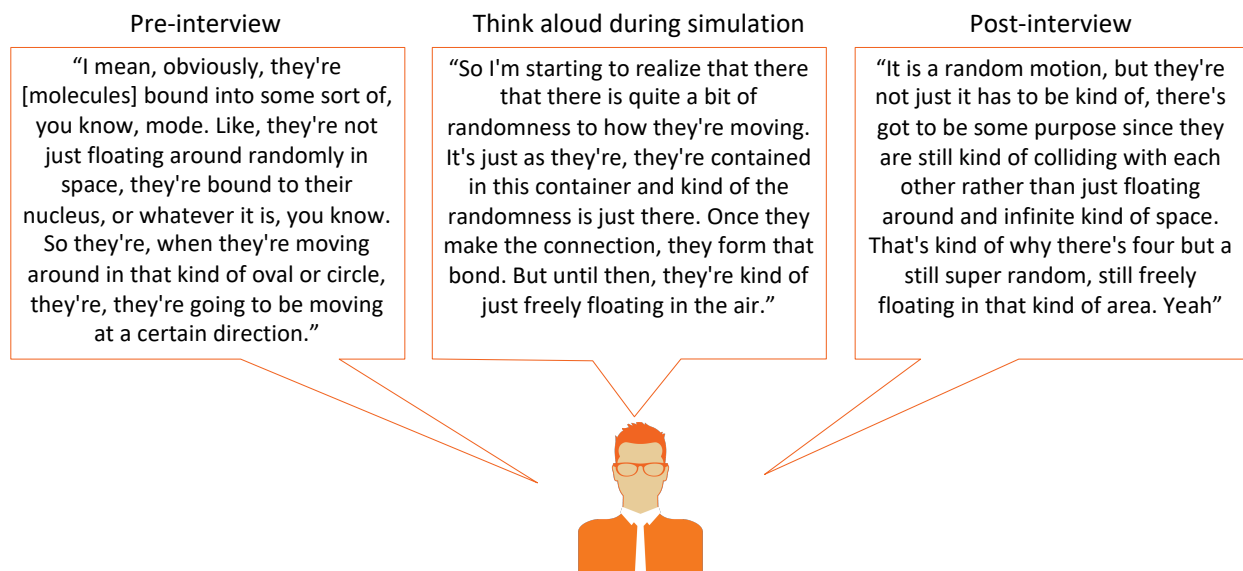 Pre-interview
“I mean, obviously, they're
[molecules] bound into some sort of,
you know, mode. Like, they're not
just floating around randomly in
space, they're bound to their
nucleus, or whatever it is, you know.
So they're, when they're moving
around in that kind of oval or circle,
they're, they're going to be moving
at a certain direction.”
Think aloud during simulation
“So I'm starting to realize that there
that there is quite a bit of
randomness to how they're moving.
It's just as they're, they're contained
in this container and kind of the
randomness is just there. Once they
make the connection, they form that
bond. But until then, they're kind of
just freely floating in the air.”
Post-interview
“It is a random motion, but they're
not just it has to be kind of, there's
got to be some purpose since they
are still kind of colliding with each
other rather than just floating
around and infinite kind of space.
That's kind of why there's four but a
still super random, still freely
floating in that kind of area. Yeah”